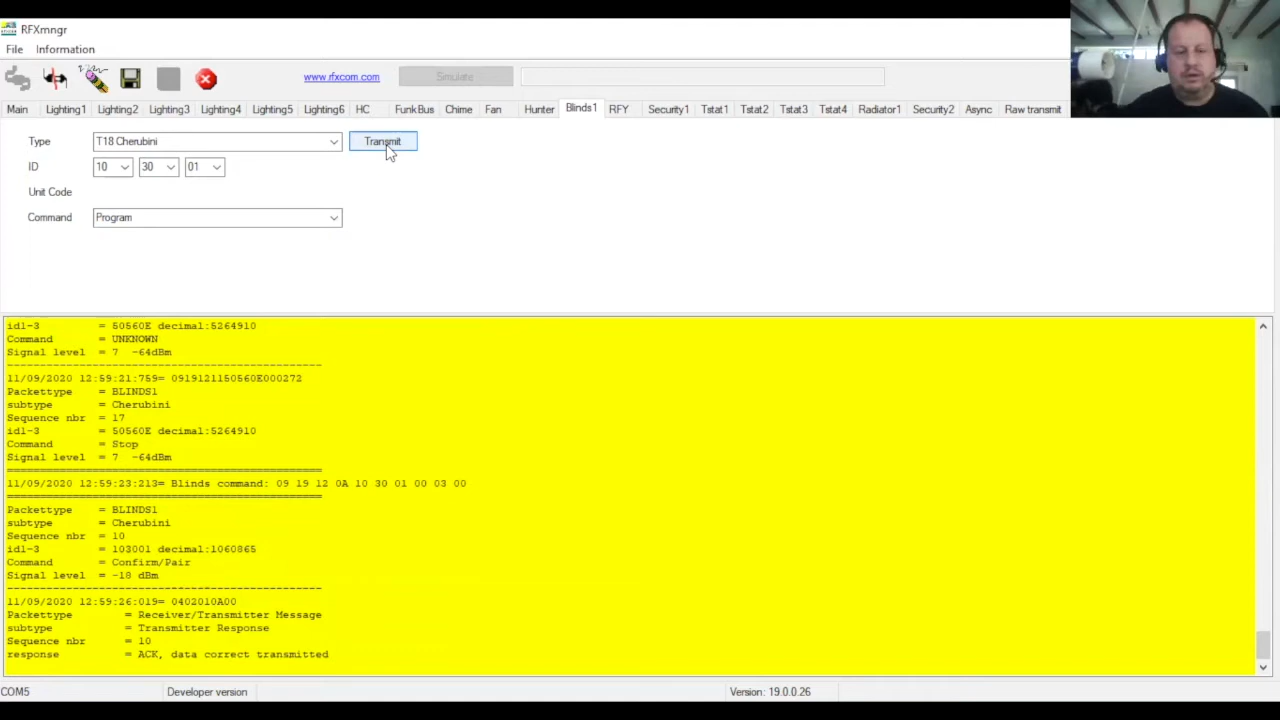 RFXmngr
File Information
www.rfxcom.com Simulate
Main Lighting1 Lighting2 Lighting3 Lighting4 Lighting5 Lighting6 HC FunkBus Chime Fan Hunter Blinds1 RFY Security1 Tstat1 Tstat2 Tstat3 Tstat4 Radiator1 Security2 Async Raw transmit
Type T18 Cherubini Transmit
ID 10 30 01
Unit Code
Command Program
id1-3 = 50560E decimal:5264910
Command = UNKNOWN
Signal level = 7 -64dBm
------------------------------------------------
11/09/2020 12:59:21:759= 0919121150560E000272
Packettype = BLINDS1
subtype = Cherubini
Sequence nbr = 17
id1-3 = 50560E decimal:5264910
Command = Stop
Signal level = 7 -64dBm
================================================
11/09/2020 12:59:23:213= Blinds command: 09 19 12 0A 10 30 01 00 03 00
================================================
Packettype = BLINDS1
subtype = Cherubini
Sequence nbr = 10
id1-3 = 103001 decimal:1060865
Command = Confirm/Pair
Signal level = -18 dBm
------------------------------------------------
11/09/2020 12:59:26:019= 0402010A00
Packettype = Receiver/Transmitter Message
subtype = Transmitter Response
Sequence nbr = 10
response = ACK, data correct transmitted
COM5 Developer version Version: 19.0.0.26